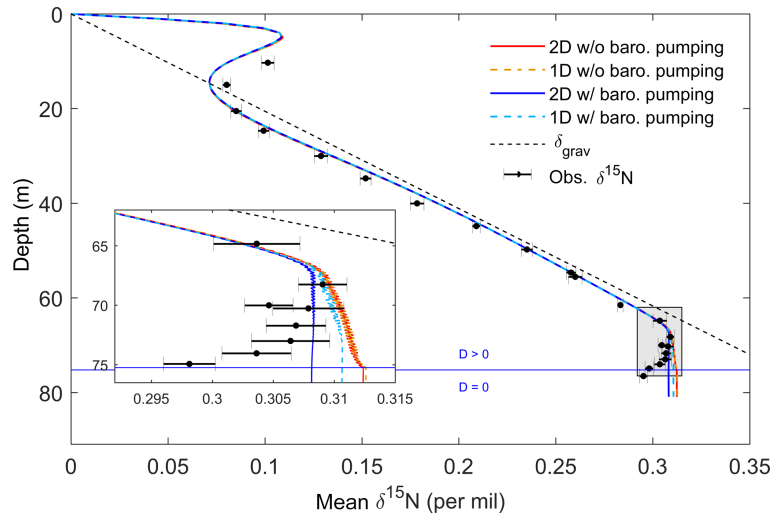 0
20
40
60
80
Depth (m)
2D w/o baro. pumping
1D w/o baro. pumping
2D w/ baro. pumping
1D w/ baro. pumping
δgrav
Obs. δ¹⁵N
65
70
75
0.295
0.3
0.305
0.31
0.315
D > 0
D = 0
0
0.05
0.1
0.15
0.2
0.25
0.3
0.35
Mean δ¹⁵N (per mil)